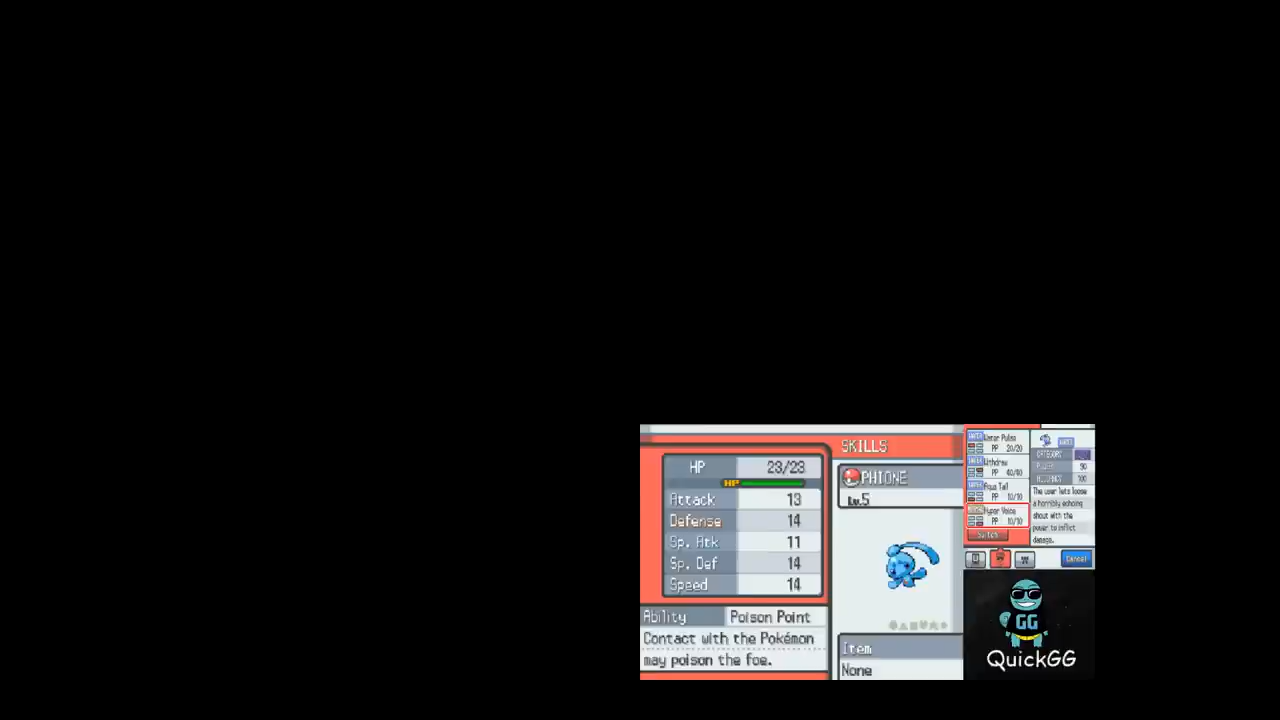 SKILLS
HP 23/23
HP
Attack 13
Defense 14
Sp. Atk 11
Sp. Def 14
Speed 14
Ability Poison Point
Contact with the Pokémon
may poison the foe.
PHIONE
Lv.5
Item
None
Water Pulse
PP 20/20
Withdraw
PP 40/40
Aqua Tail
PP 10/10
Hyper Voice
PP 10/10
Switch
CATEGORY
POWER 90
ACCURACY 100
The user lets loose
a horribly echoing
shout with the
power to inflict
damage.
Cancel
GG
QuickGG